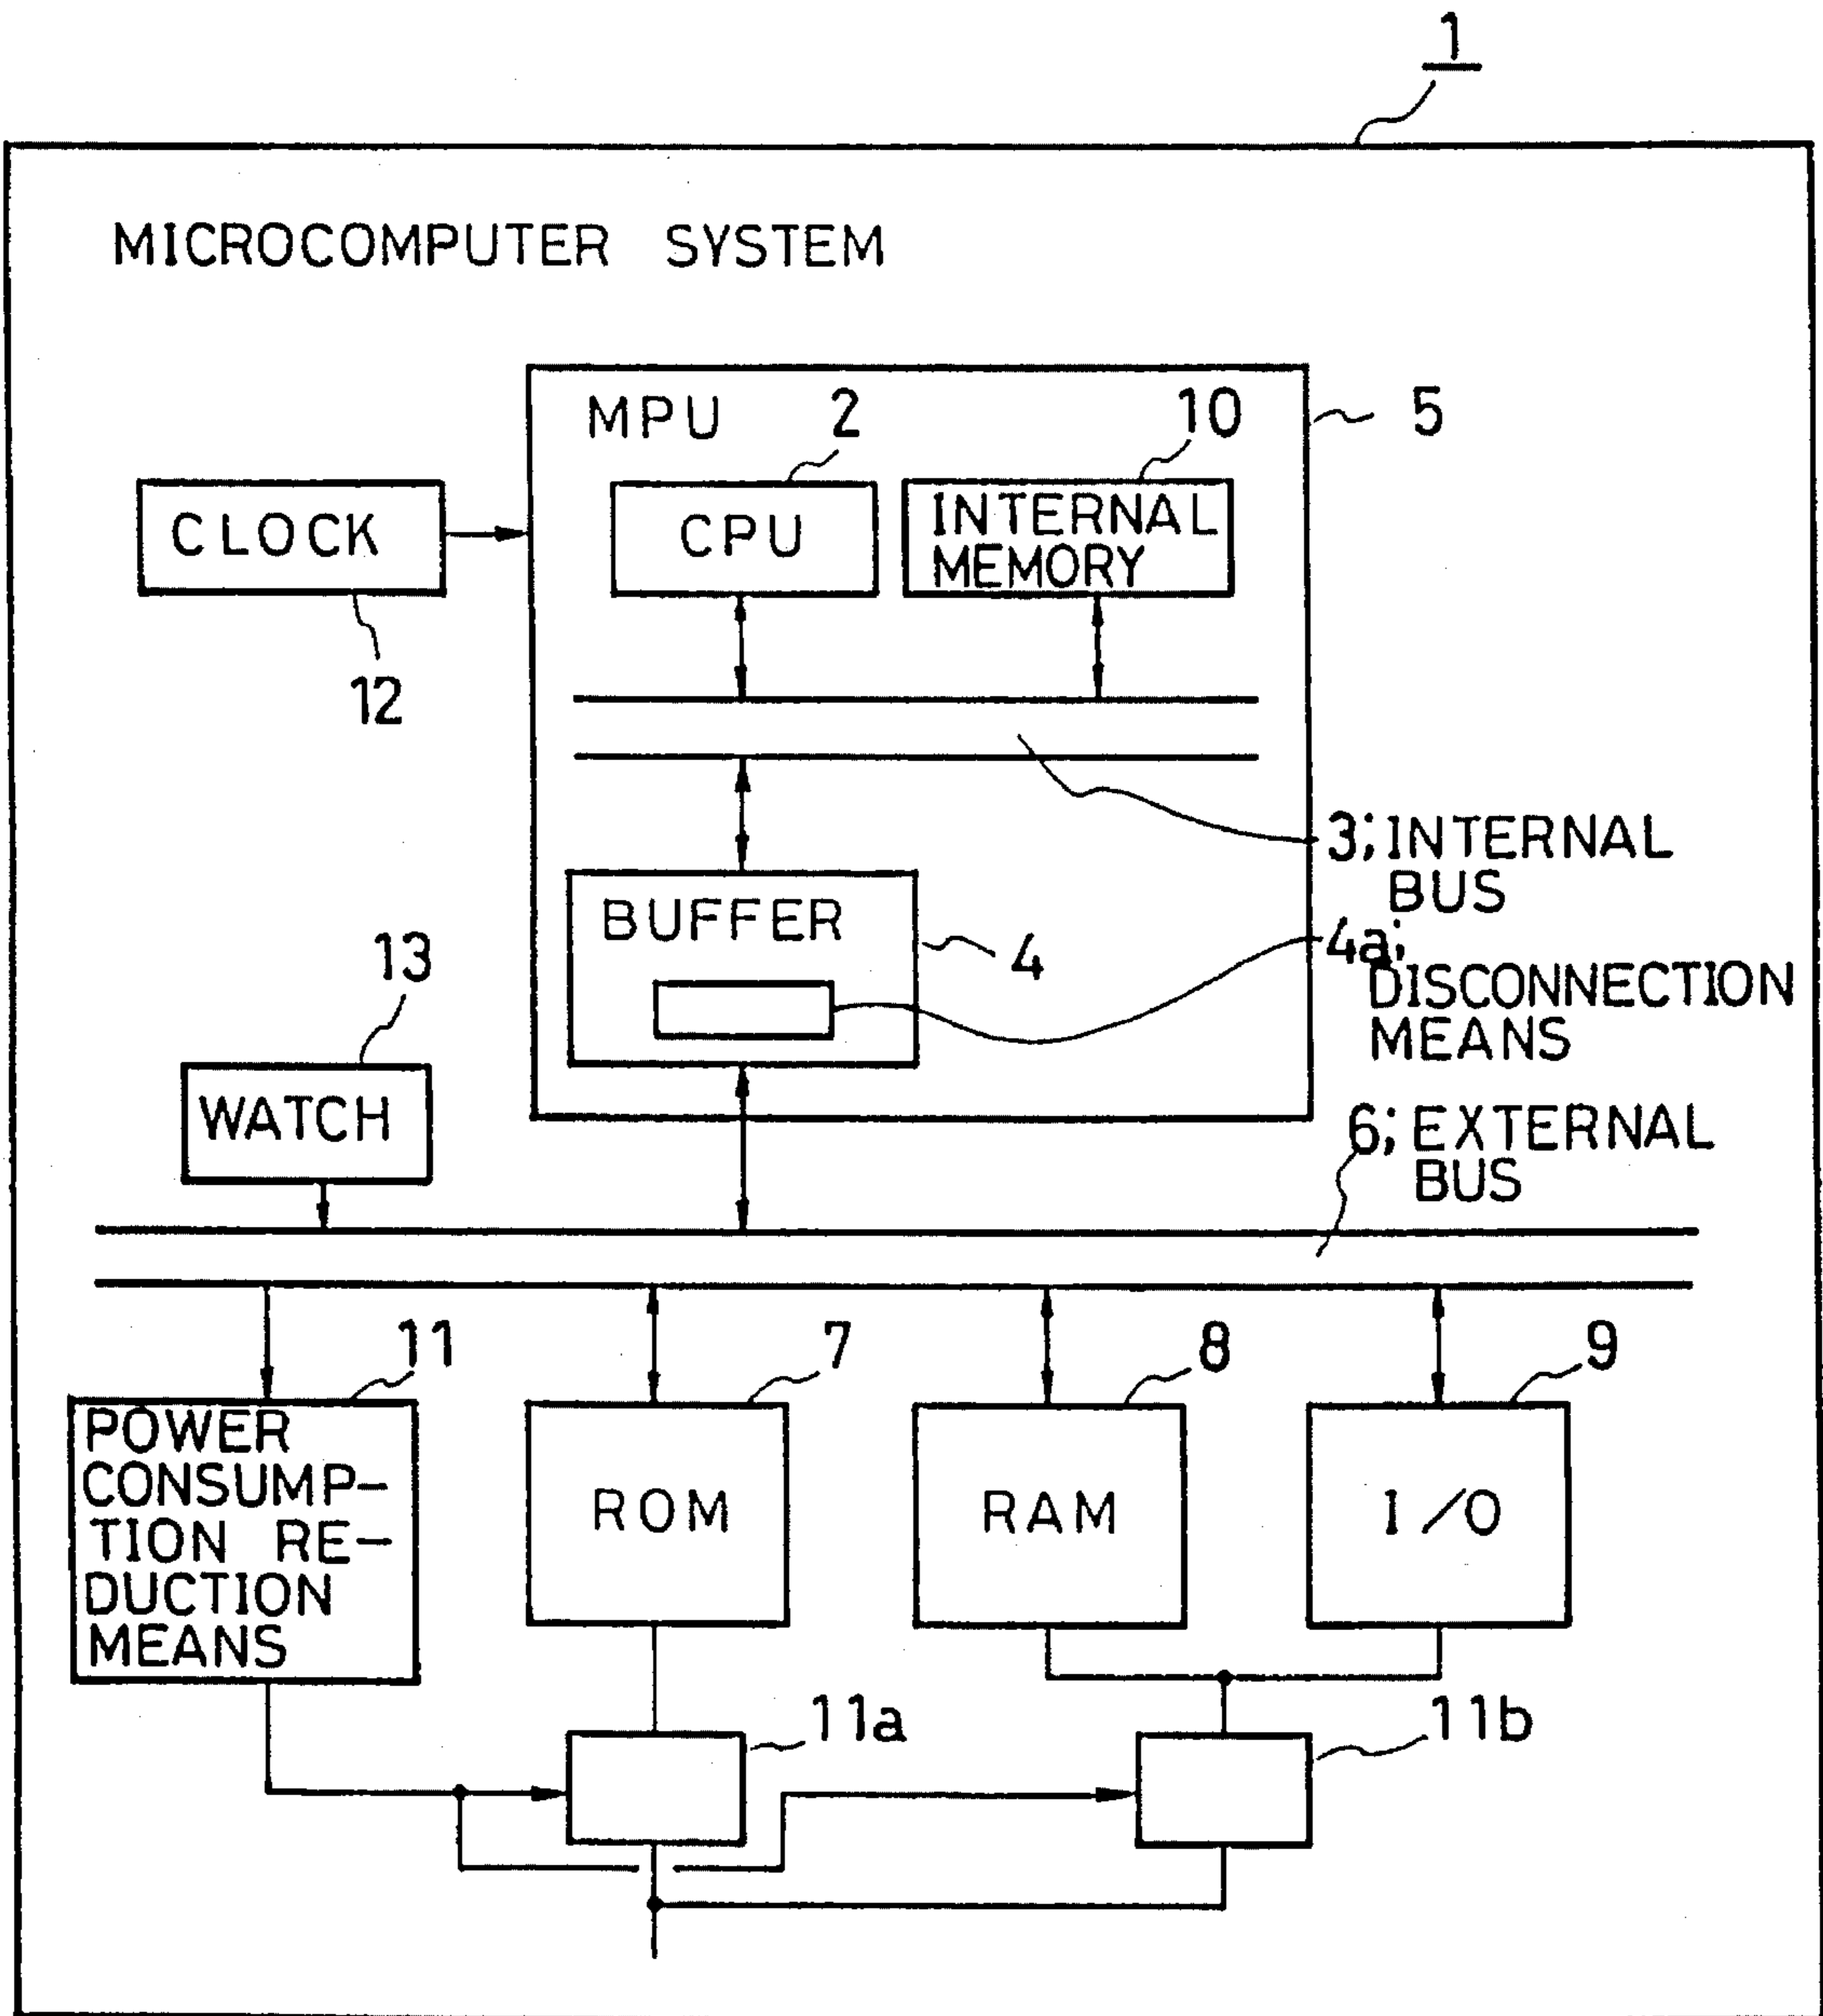 1
MICROCOMPUTER SYSTEM
MPU
2
10
5
CLOCK
CPU
INTERNAL
MEMORY
12
3; INTERNAL
BUS
BUFFER
4
4a;
DISCONNECTION
MEANS
13
WATCH
6; EXTERNAL
BUS
11
7
8
9
POWER
CONSUMP-
TION RE-
DUCTION
MEANS
ROM
RAM
I/O
11a
11b